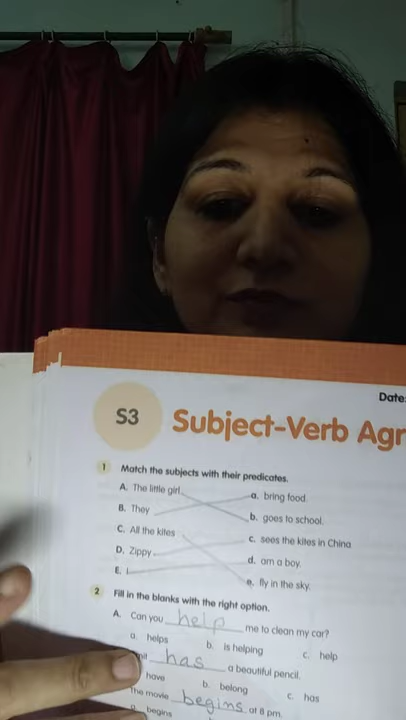 Date:
S3 Subject-Verb Agr
1 Match the subjects with their predicates.
A. The little girl
a. bring food.
B. They
b. goes to school.
C. All the kites
c. sees the kites in China
D. Zippy
d. am a boy.
E. I
e. fly in the sky.
2 Fill in the blanks with the right option.
A. Can you help me to clean my car?
a. helps b. is helping c. help
has a beautiful pencil.
have b. belong c. has
The movie begins at 8 pm.
begins